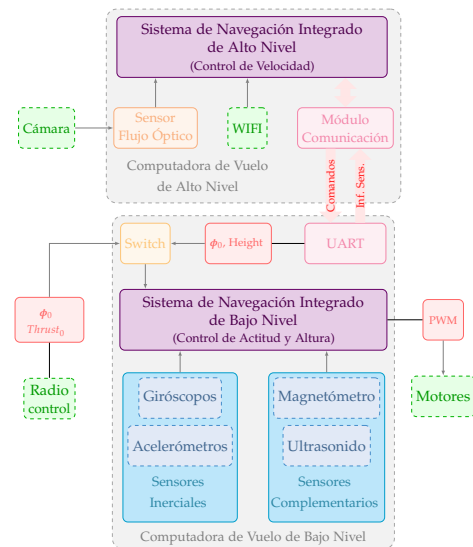 Sistema de Navegación Integrado
de Alto Nivel
(Control de Velocidad)
Cámara
Sensor
Flujo Óptico
WIFI
Módulo
Comunicación
Computadora de Vuelo
de Alto Nivel
Comandos
Inf. Sens.
Switch
ϕ₀, Height
UART
Sistema de Navegación Integrado
de Bajo Nivel
(Control de Actitud y Altura)
ϕ₀
Thrust₀
PWM
Radio
control
Motores
Giróscopos
Acelerómetros
Sensores
Inerciales
Magnetómetro
Ultrasonido
Sensores
Complementarios
Computadora de Vuelo de Bajo Nivel